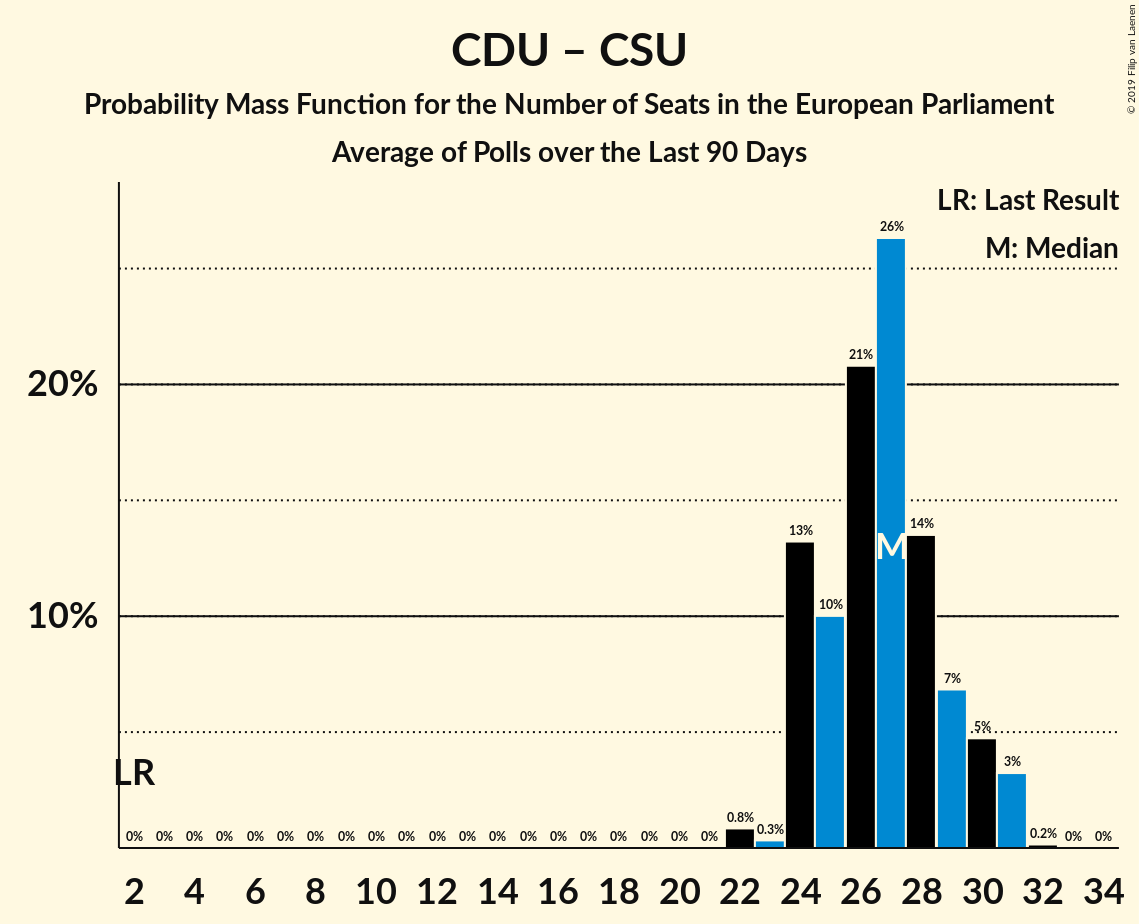 CDU – CSU
Probability Mass Function for the Number of Seats in the European Parliament
Average of Polls over the Last 90 Days
© 2019 Filip van Laenen
LR: Last Result
M: Median
26%
21%
20%
13%
14%
M
10%
10%
7%
5%
3%
LR
0% 0% 0% 0% 0% 0% 0% 0% 0% 0% 0% 0% 0% 0% 0% 0% 0% 0% 0% 0% 0.8% 0.3% 0.2% 0% 0%
2 4 6 8 10 12 14 16 18 20 22 24 26 28 30 32 34